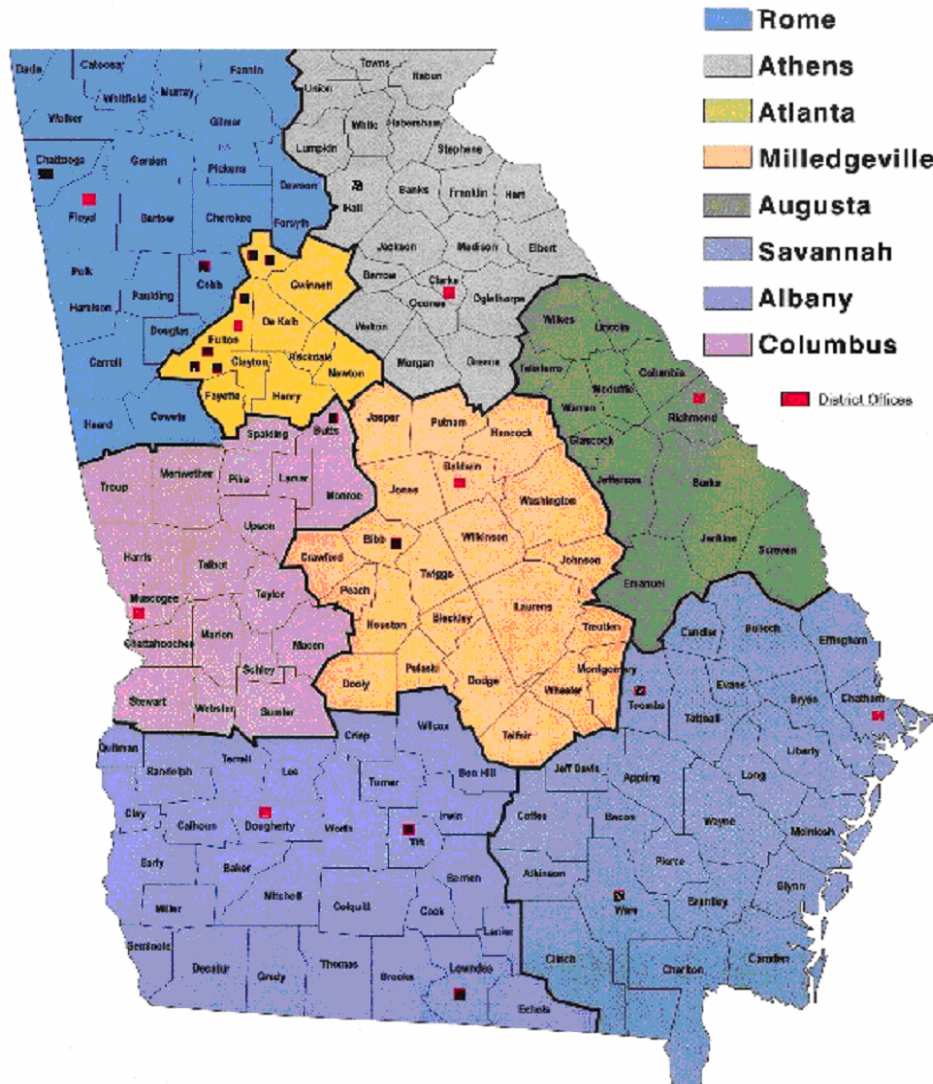 Rome
Athens
Atlanta
Milledgeville
Augusta
Savannah
Albany
Columbus
District Offices
Dade
Catoosa
Fannin
Towns
Rabun
Whitfield
Murray
Union
Walker
Gilmer
White
Habersham
Lumpkin
Stephens
Chattooga
Gordon
Pickens
Dawson
Hall
Banks
Franklin
Hart
Floyd
Bartow
Cherokee
Forsyth
Jackson
Madison
Elbert
Polk
Cobb
Gwinnett
Barrow
Clarke
Oconee
Oglethorpe
Haralson
Paulding
Douglas
Fulton
De Kalb
Walton
Wilkes
Lincoln
Carroll
Clayton
Rockdale
Newton
Morgan
Greene
Taliaferro
Columbia
Mcduffie
Heard
Coweta
Fayette
Henry
Jasper
Putnam
Hancock
Warren
Richmond
Spalding
Butts
Glascock
Troup
Meriwether
Pike
Lamar
Monroe
Jones
Baldwin
Washington
Jefferson
Burke
Upson
Bibb
Wilkinson
Jenkins
Screven
Harris
Talbot
Crawford
Twiggs
Johnson
Emanuel
Muscogee
Taylor
Peach
Houston
Bleckley
Laurens
Treutlen
Candler
Bulloch
Effingham
Chattahoochee
Marion
Macon
Schley
Dooly
Pulaski
Dodge
Wheeler
Montgomery
Toombs
Evans
Bryan
Chatham
Stewart
Webster
Sumter
Telfair
Tattnall
Quitman
Randolph
Terrell
Lee
Crisp
Wilcox
Turner
Ben Hill
Jeff Davis
Appling
Long
Liberty
Clay
Calhoun
Dougherty
Worth
Tift
Irwin
Coffee
Bacon
Wayne
Mcintosh
Early
Baker
Mitchell
Colquitt
Cook
Berrien
Atkinson
Pierce
Ware
Brantley
Glynn
Miller
Lanier
Seminole
Decatur
Grady
Thomas
Brooks
Lowndes
Echols
Clinch
Charlton
Camden